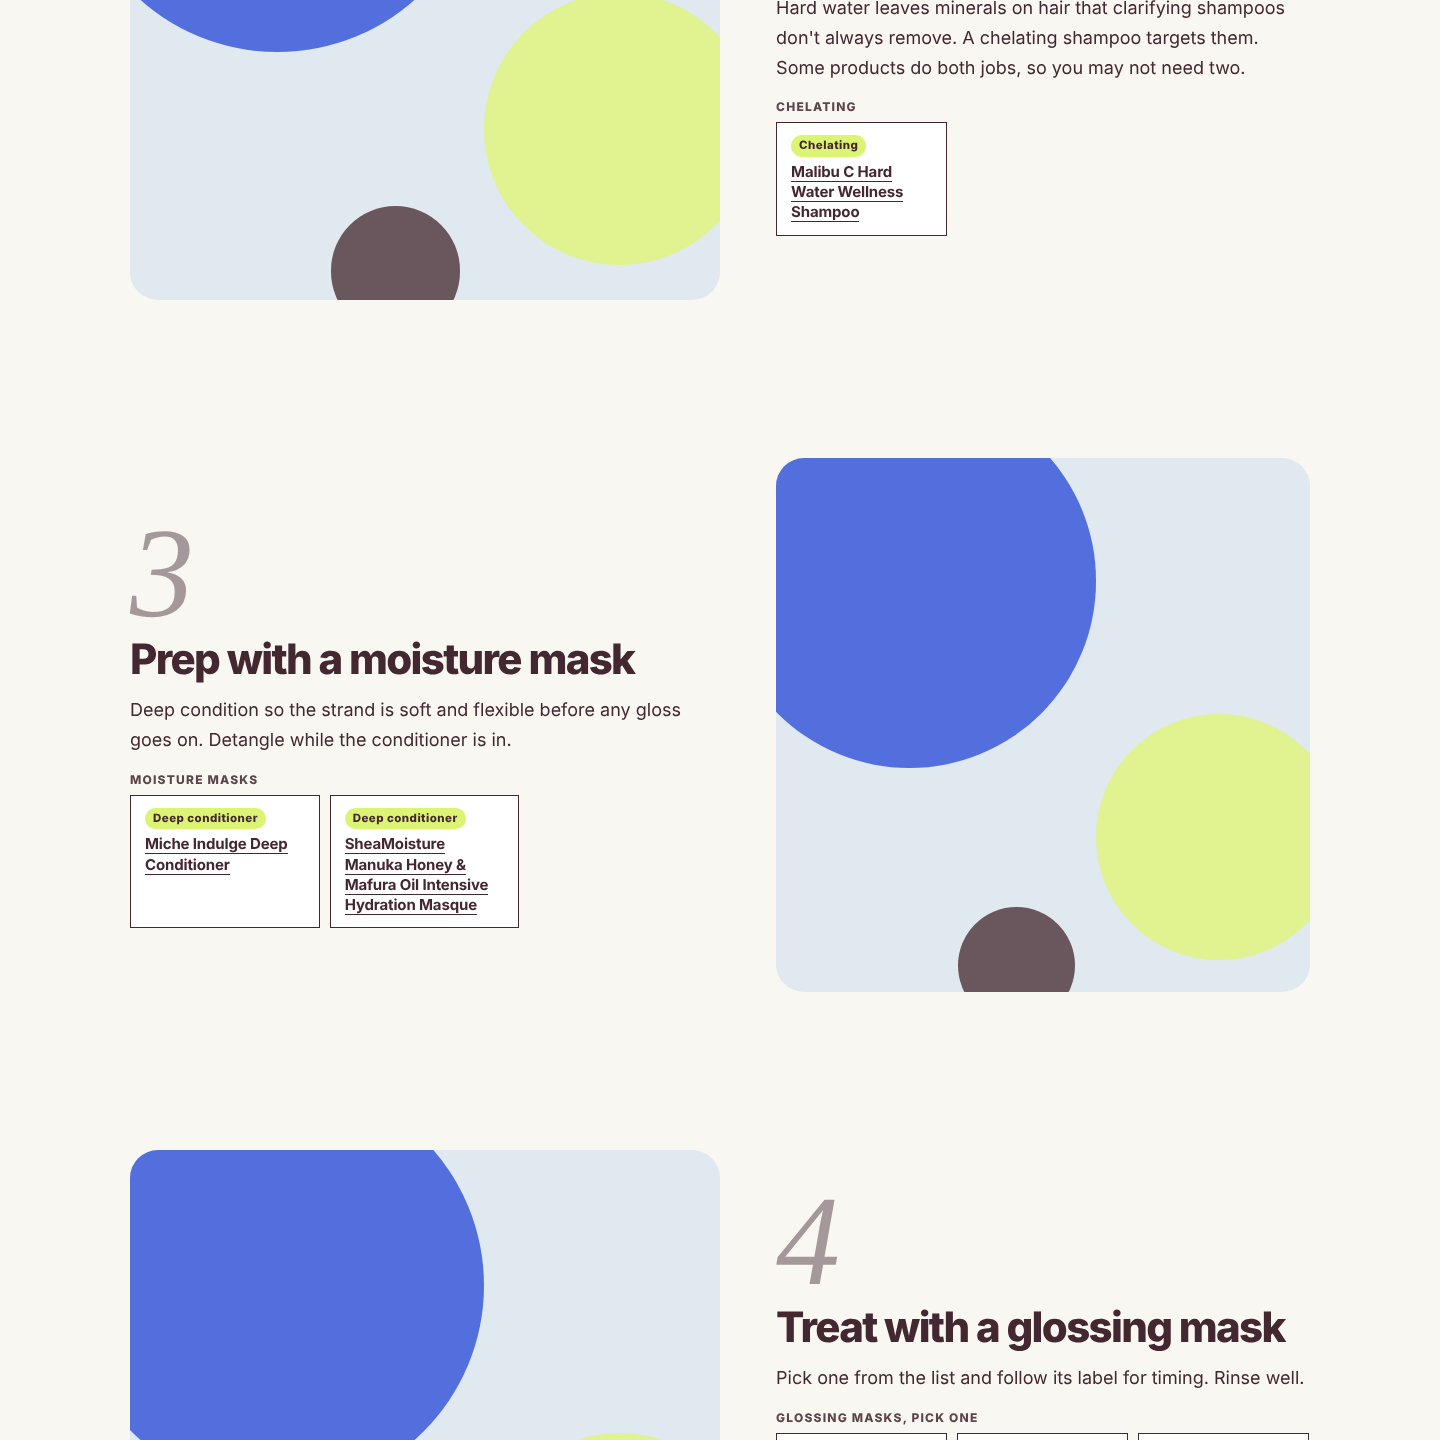 Hard water leaves minerals on hair that clarifying shampoos
don't always remove. A chelating shampoo targets them.
Some products do both jobs, so you may not need two.
CHELATING
Chelating
Malibu C Hard
Water Wellness
Shampoo
3
Prep with a moisture mask
Deep condition so the strand is soft and flexible before any gloss
goes on. Detangle while the conditioner is in.
MOISTURE MASKS
Deep conditioner
Miche Indulge Deep
Conditioner
Deep conditioner
SheaMoisture
Manuka Honey &
Mafura Oil Intensive
Hydration Masque
4
Treat with a glossing mask
Pick one from the list and follow its label for timing. Rinse well.
GLOSSING MASKS, PICK ONE